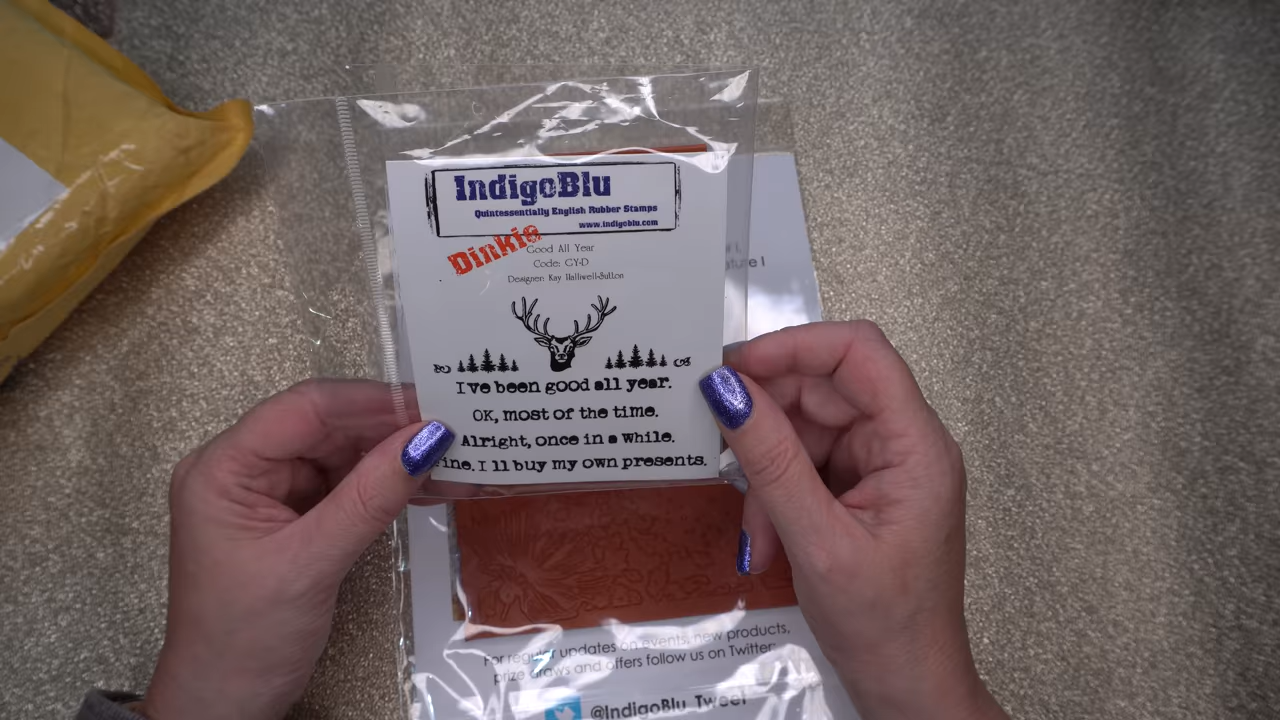 IndigoBlu
Quintessentially English Rubber Stamps
www.indigoblu.com
Dinkie
Good All Year
Code: GY-D
Designer: Kay Halliwell-Sutton
I've been good all year.
OK, most of the time.
Alright, once in a while.
ine. I'll buy my own presents.
ature !
For regular updates on events, new products,
prize draws and offers follow us on Twitter:
@IndigoBlu_Tweet